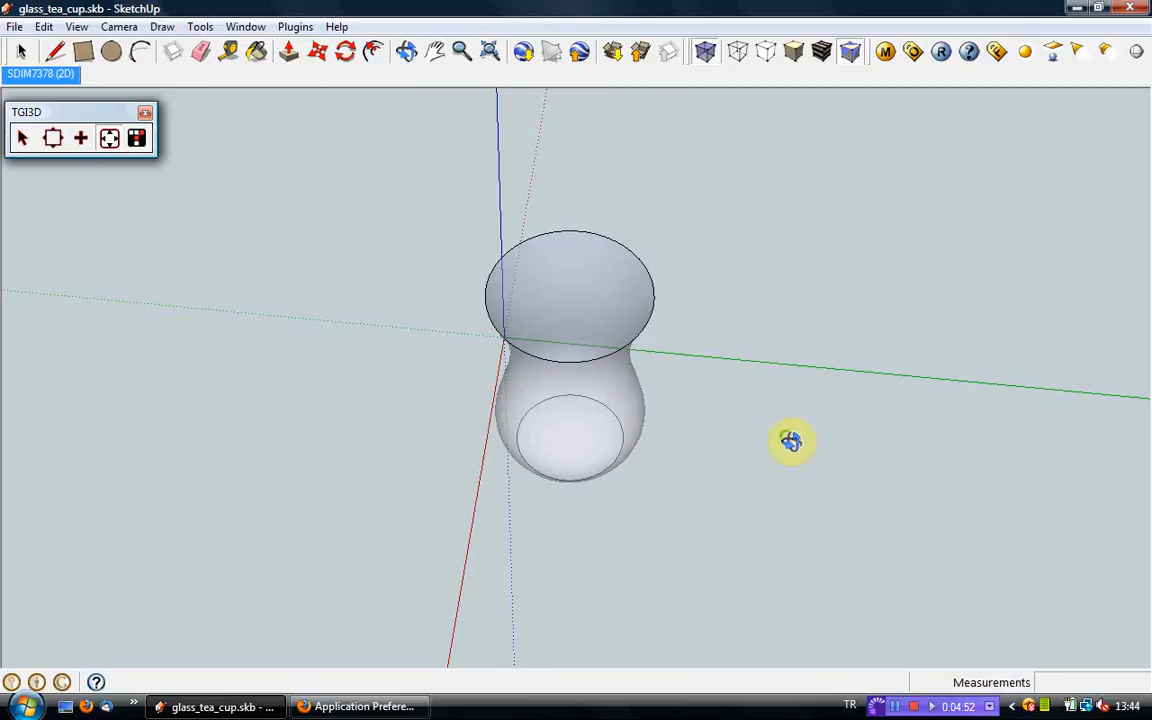 glass_tea_cup.skb - SketchUp
File Edit View Camera Draw Tools Window Plugins Help
M R ?
SDIM7378 (2D)
TGI3D
Measurements
glass_tea_cup.skb - ...
Application Prefere...
TR
0:04:52
13:44